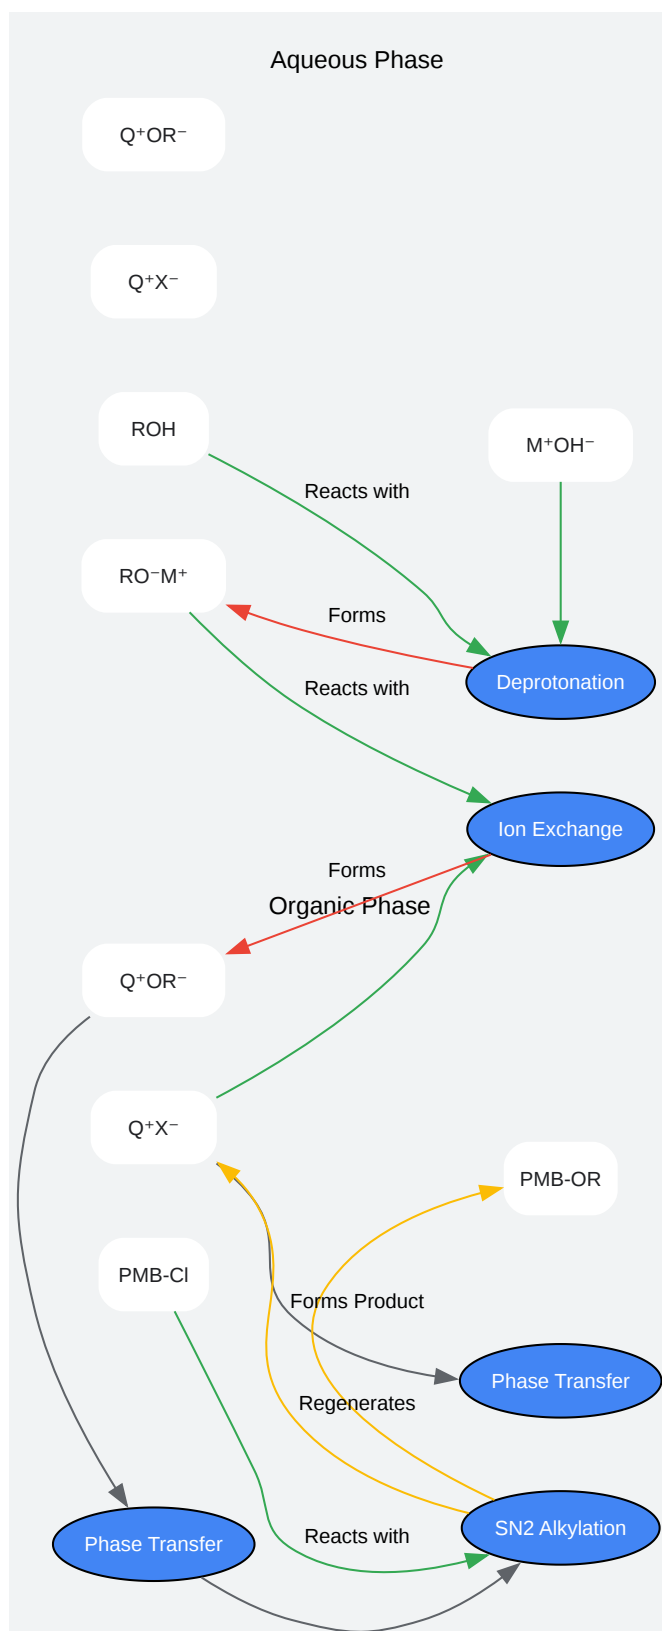 Aqueous Phase
Q⁺OR⁻
Q⁺X⁻
ROH
M⁺OH⁻
Reacts with
RO⁻M⁺
Forms
Deprotonation
Reacts with
Ion Exchange
Forms
Organic Phase
Q⁺OR⁻
Q⁺X⁻
PMB-OR
PMB-Cl
Forms Product
Phase Transfer
Regenerates
SN2 Alkylation
Reacts with
Phase Transfer